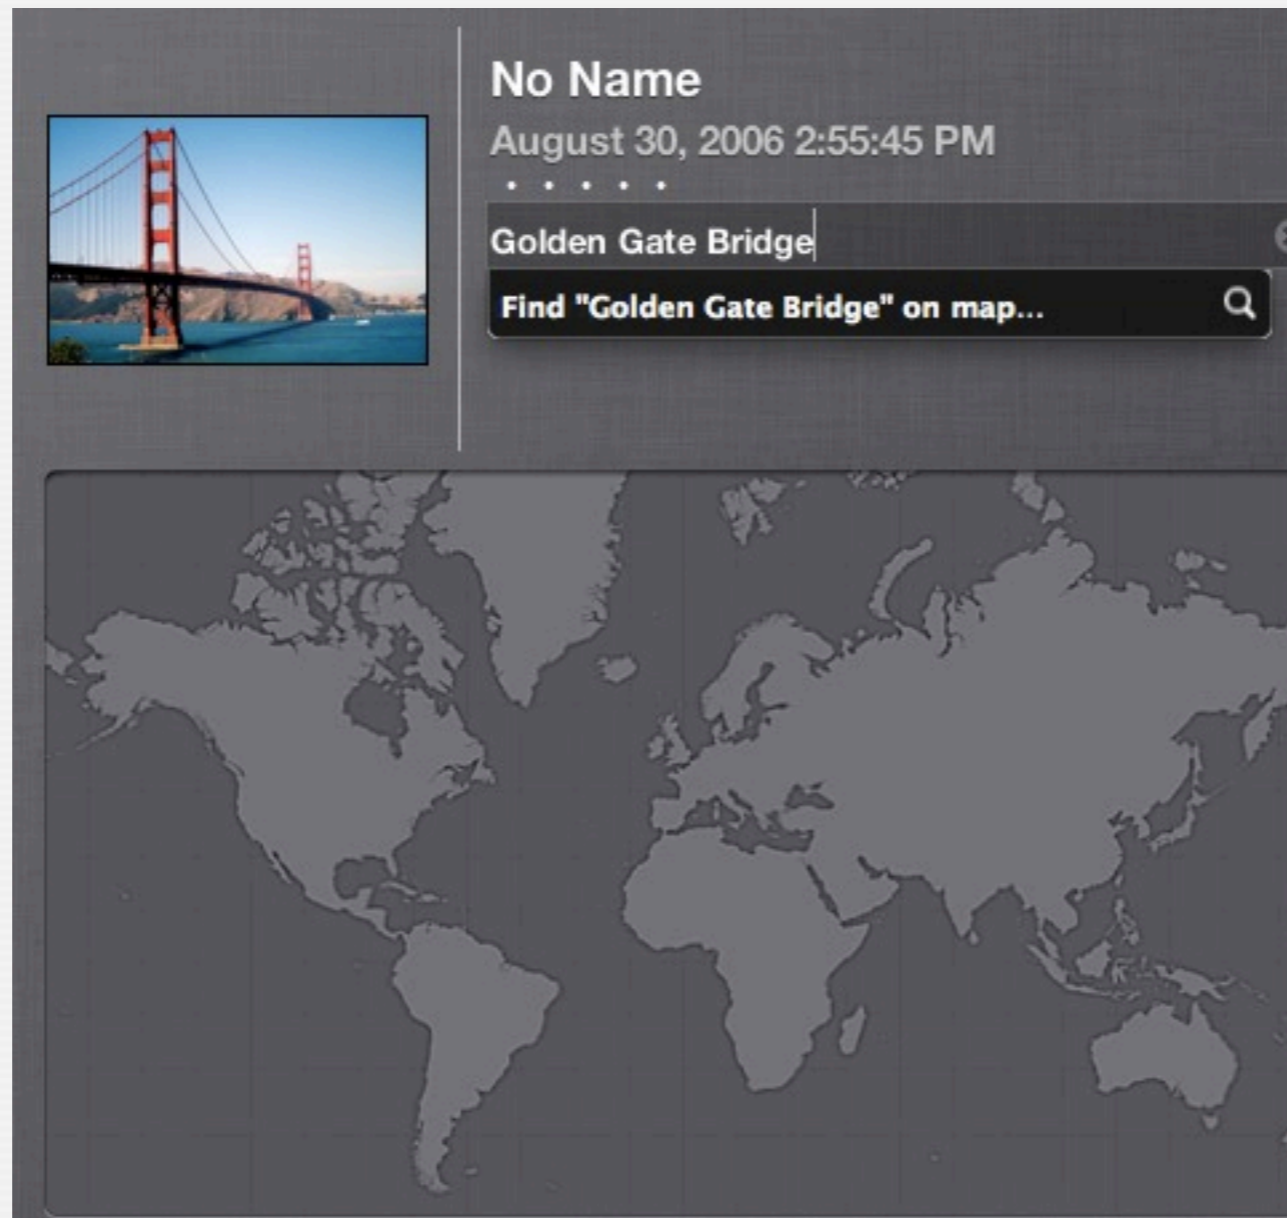 No Name
August 30, 2006 2:55:45 PM
Golden Gate Bridge
Find "Golden Gate Bridge" on map...